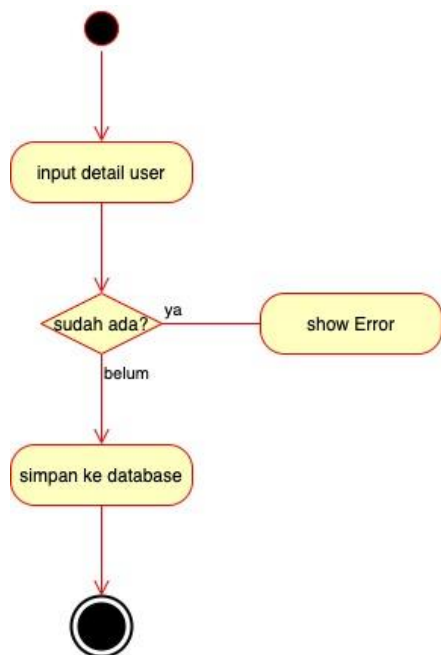 input detail user
sudah ada?
ya
show Error
belum
simpan ke database